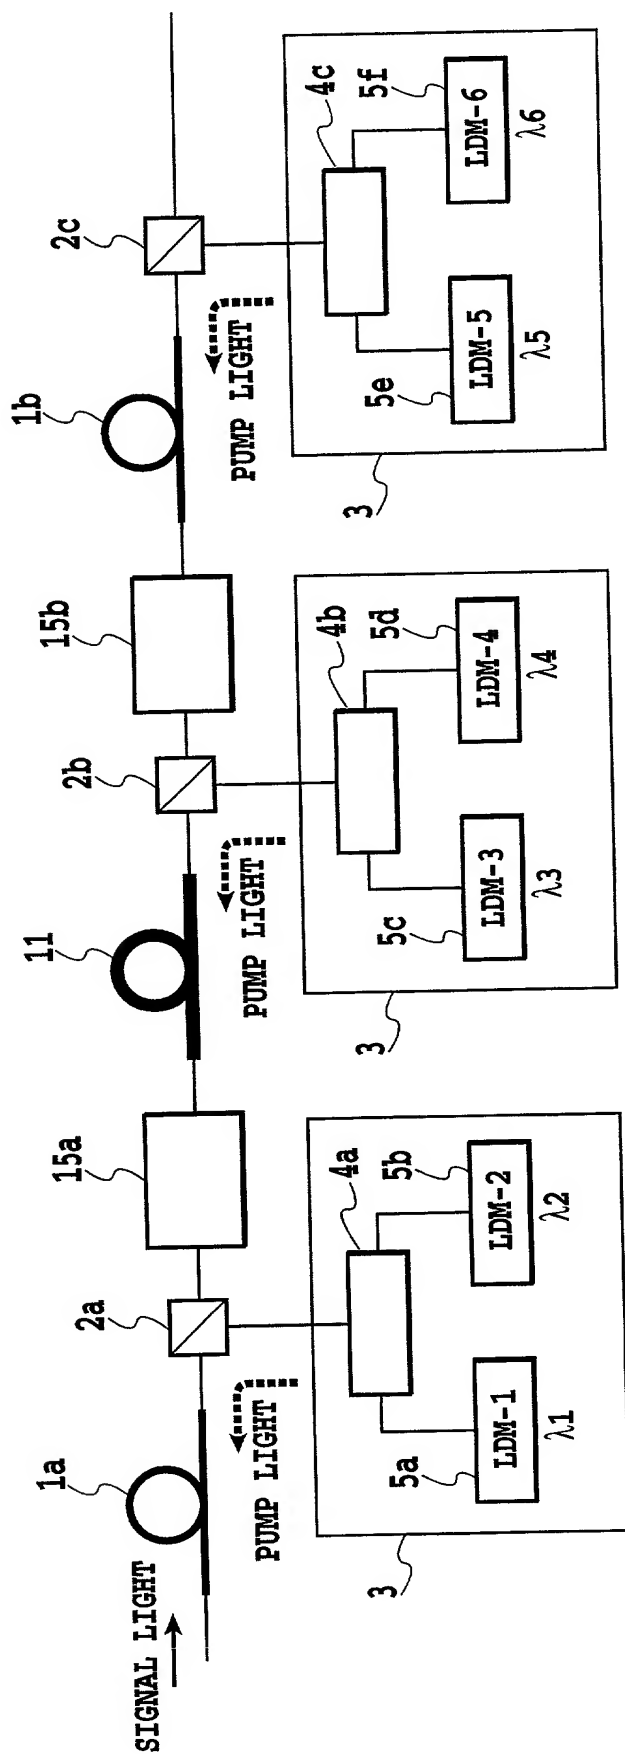 SIGNAL LIGHT
1a
2a
15a
11
2b
15b
1b
2c
PUMP LIGHT
PUMP LIGHT
PUMP LIGHT
3
4a
5a
LDM-1
λ1
5b
LDM-2
λ2
3
4b
5c
LDM-3
λ3
5d
LDM-4
λ4
3
4c
5e
LDM-5
λ5
5f
LDM-6
λ6